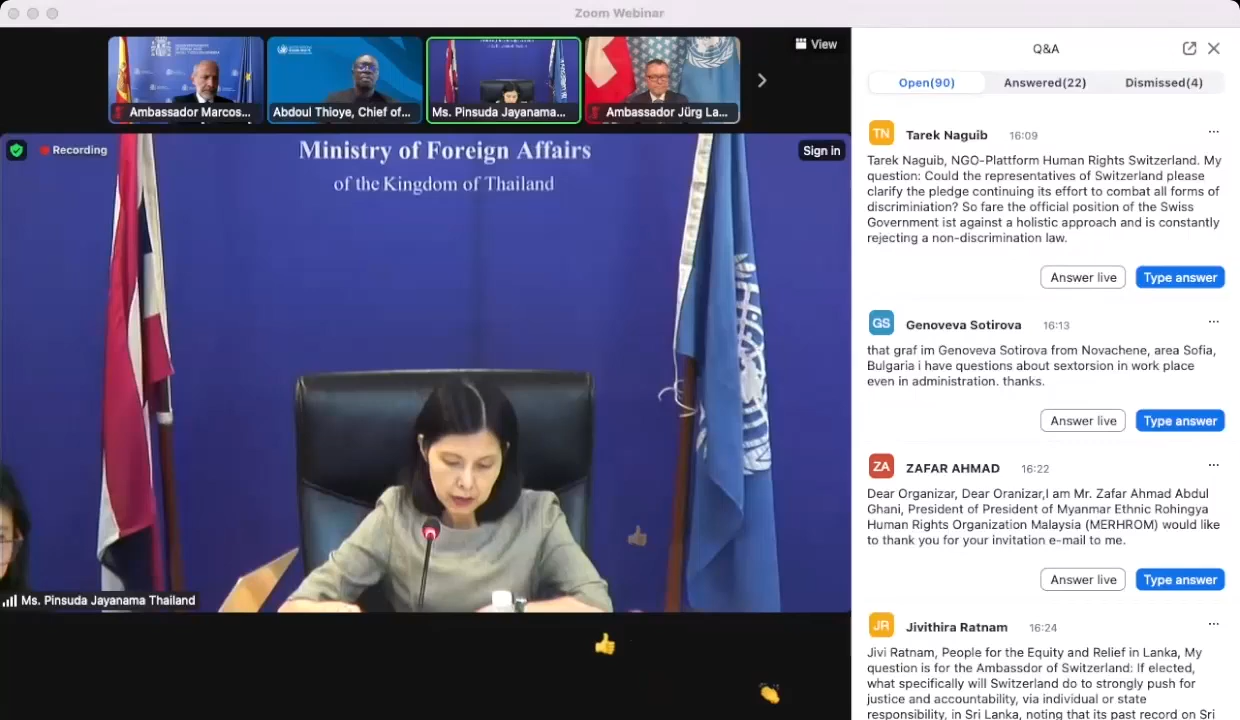 Zoom Webinar
View
Ambassador Marcos...
Abdoul Thioye, Chief of...
Ms. Pinsuda Jayanama...
Ambassador Jürg La...
Recording
Sign in
Ministry of Foreign Affairs
of the Kingdom of Thailand
Ms. Pinsuda Jayanama Thailand
Q&A
Open(90)
Answered(22)
Dismissed(4)
TN
Tarek Naguib 16:09
Tarek Naguib, NGO-Plattform Human Rights Switzerland. My
question: Could the representatives of Switzerland please
clarify the pledge continuing its effort to combat all forms of
discriminiation? So fare the official position of the Swiss
Government ist against a holistic approach and is constantly
rejecting a non-discrimination law.
Answer live
Type answer
GS
Genoveva Sotirova 16:13
that graf im Genoveva Sotirova from Novachene, area Sofia,
Bulgaria i have questions about sextorsion in work place
even in administration. thanks.
Answer live
Type answer
ZA
ZAFAR AHMAD 16:22
Dear Organizar, Dear Oranizar,I am Mr. Zafar Ahmad Abdul
Ghani, President of President of Myanmar Ethnic Rohingya
Human Rights Organization Malaysia (MERHROM) would like
to thank you for your invitation e-mail to me.
Answer live
Type answer
JR
Jivithira Ratnam 16:24
Jivi Ratnam, People for the Equity and Relief in Lanka, My
question is for the Ambassdor of Switzerland: If elected,
what specifically will Switzerland do to strongly push for
justice and accountability, via individual or state
responsibility, in Sri Lanka, noting that its past record on Sri